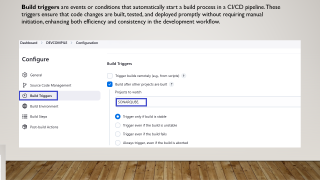 Build triggers are events or conditions that automatically start a build process in a CI/CD pipeline. These
triggers ensure that code changes are built, tested, and deployed promptly without requiring manual
initiation, enhancing both efficiency and consistency in the development workflow.
Dashboard > DEVCOMPILE > Configuration
Configure
General
Source Code Management
Build Triggers
Build Environment
Build Steps
Post-build Actions
Build Triggers
Trigger builds remotely (e.g. from scripts) ?
Build after other projects are built ?
Projects to watch
SONARQUBE
Trigger only if build is stable
Trigger even if the build is unstable
Trigger even if the build fails
Always trigger, even if the build is aborted